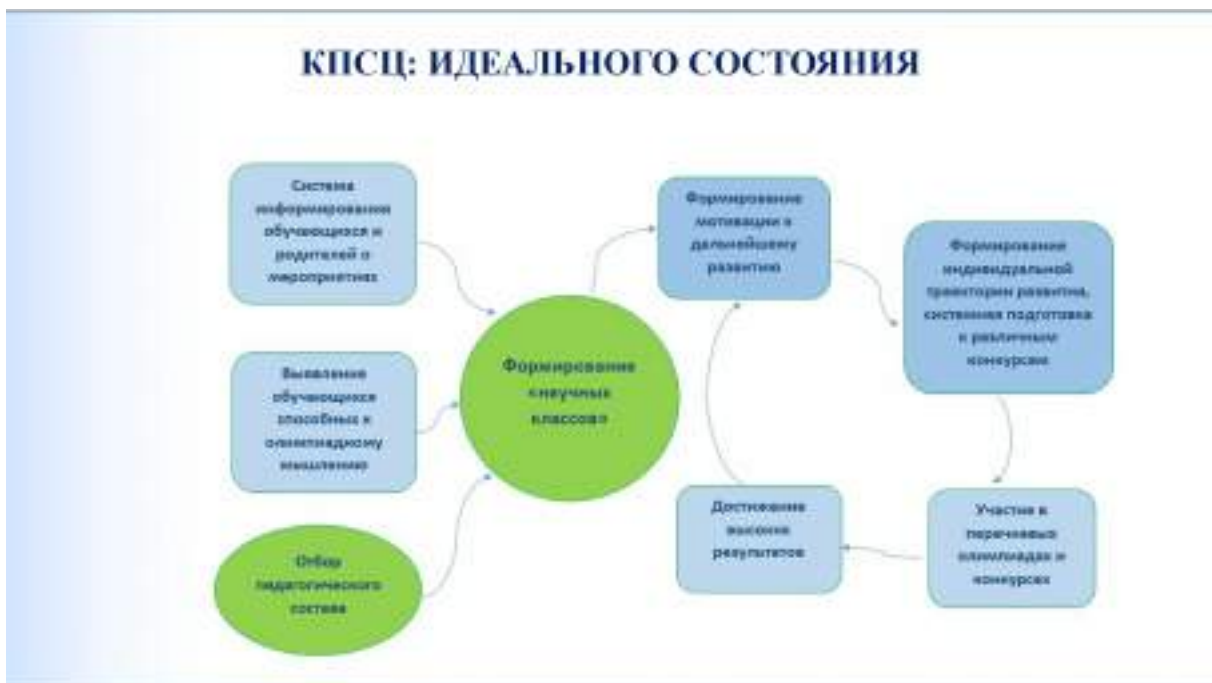 КПСЦ: ИДЕАЛЬНОГО СОСТОЯНИЯ
Система
информирования
обучающихся и
родителей о
мероприятиях
Выявление
обучающихся
способных к
олимпиадному
мышлению
Отбор
педагогического
состава
Формирование
«научных
классов»
Формирование
мотивации к
дальнейшему
развитию
Формирование
индивидуальной
траектории развития,
системная подготовка
к различным
конкурсам
Участие в
перечневых
олимпиадах и
конкурсах
Достижение
высоких
результатов